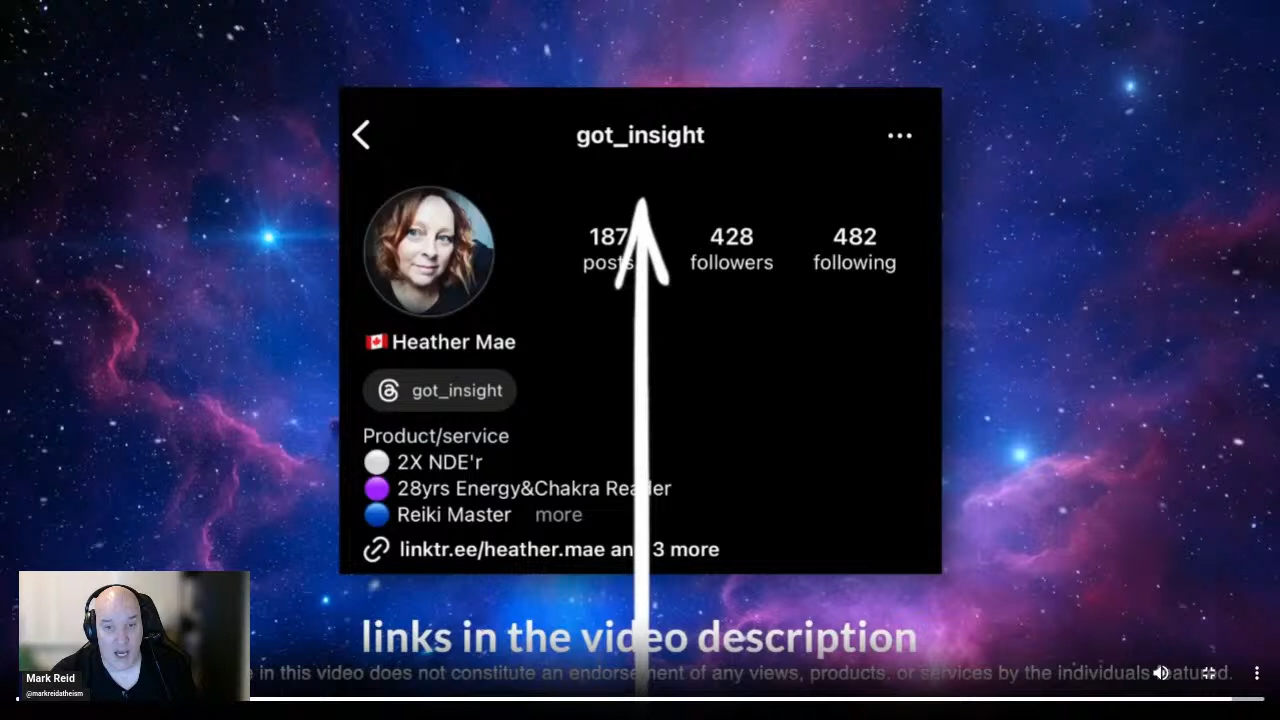 got_insight
187 428 482
posts followers following
🇨🇦 Heather Mae
got_insight
Product/service
2X NDE'r
28yrs Energy&Chakra Reader
Reiki Master more
linktr.ee/heather.mae and 3 more
links in the video description
in this video does not constitute an endorsement of any views, products, or services by the individuals featured.
Mark Reid
@markreidatheism